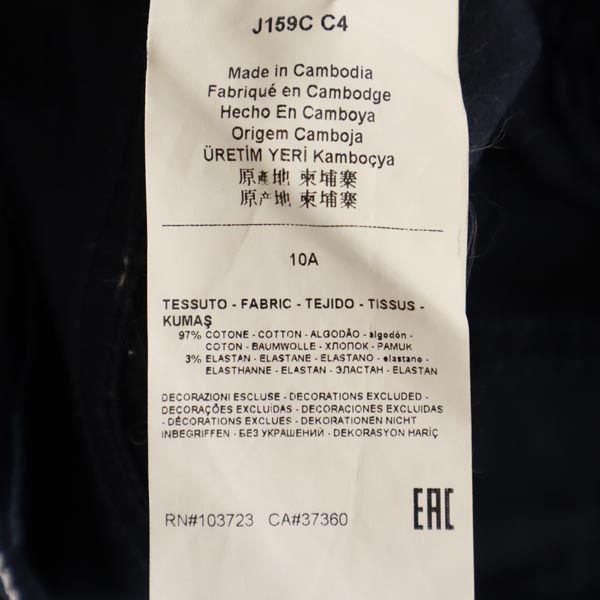 J159C C4
Made in Cambodia
Fabriqué en Cambodge
Hecho En Camboya
Origem Camboja
ÜRETİM YERİ Kamboçya
原產地 柬埔寨
原产地 柬埔寨
10A
TESSUTO - FABRIC - TEJIDO - TISSUS -
KUMAŞ
97% COTONE - COTTON - ALGODÃO - algodón -
COTON - BAUMWOLLE - ХЛОПОК - PAMUK
3% ELASTAN - ELASTANE - ELASTANO - elastano -
ELASTHANNE - ELASTAN - ЭЛАСТАН - ELASTAN
DECORAZIONI ESCLUSE - DECORATIONS EXCLUDED -
DECORAÇÕES EXCLUIDAS - DECORACIONES EXCLUIDAS
- DÉCORATIONS EXCLUES - DEKORATIONEN NICHT
INBEGRIFFEN - БЕЗ УКРАШЕНИЙ - DEKORASYON HARİÇ
RN#103723 CA#37360
EAC